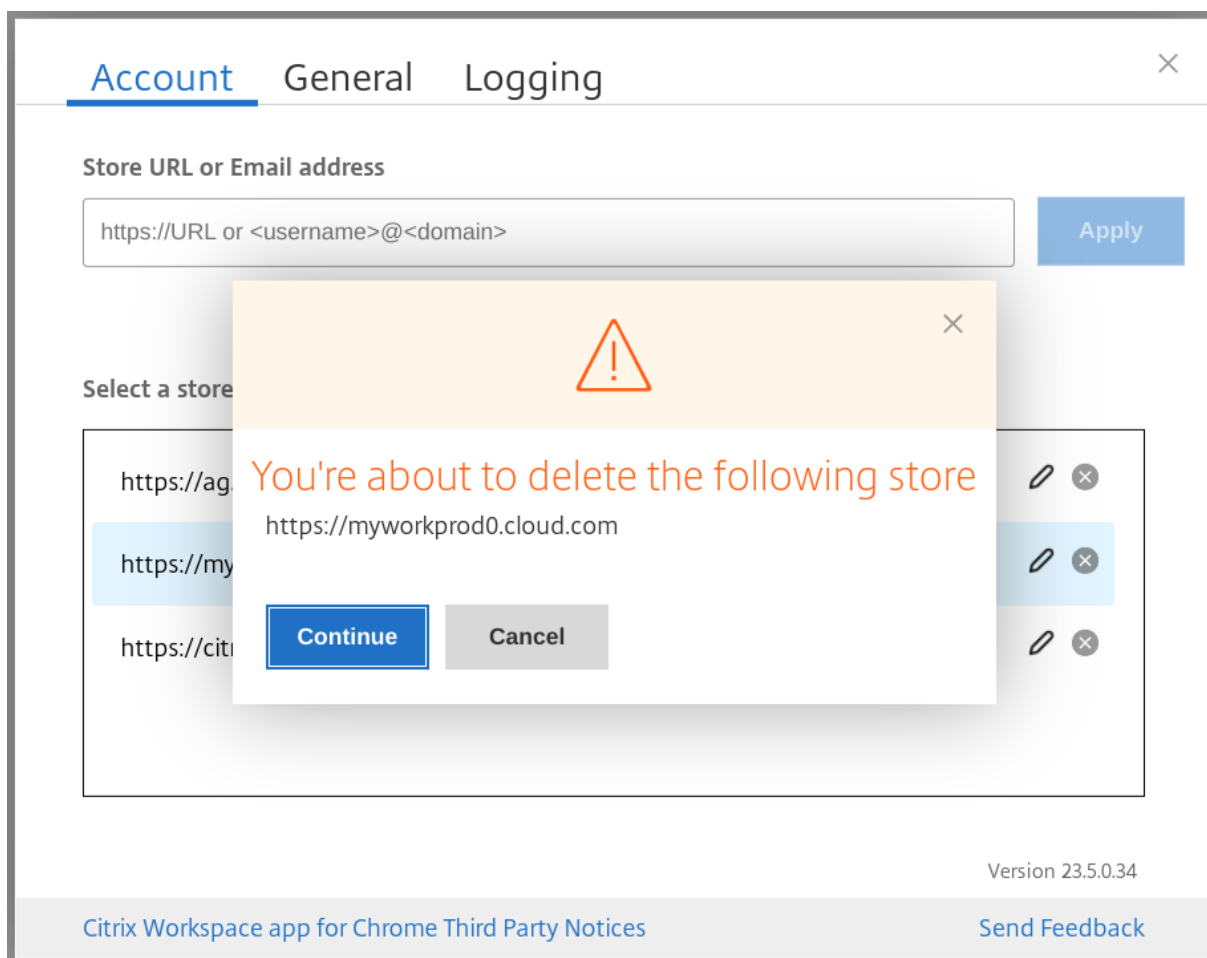 Account General Logging
Store URL or Email address
https://URL or <username>@<domain>
Apply
Select a store
You're about to delete the following store
https://myworkprod0.cloud.com
https://ag
https://my
https://cit
Continue Cancel
Version 23.5.0.34
Citrix Workspace app for Chrome Third Party Notices
Send Feedback